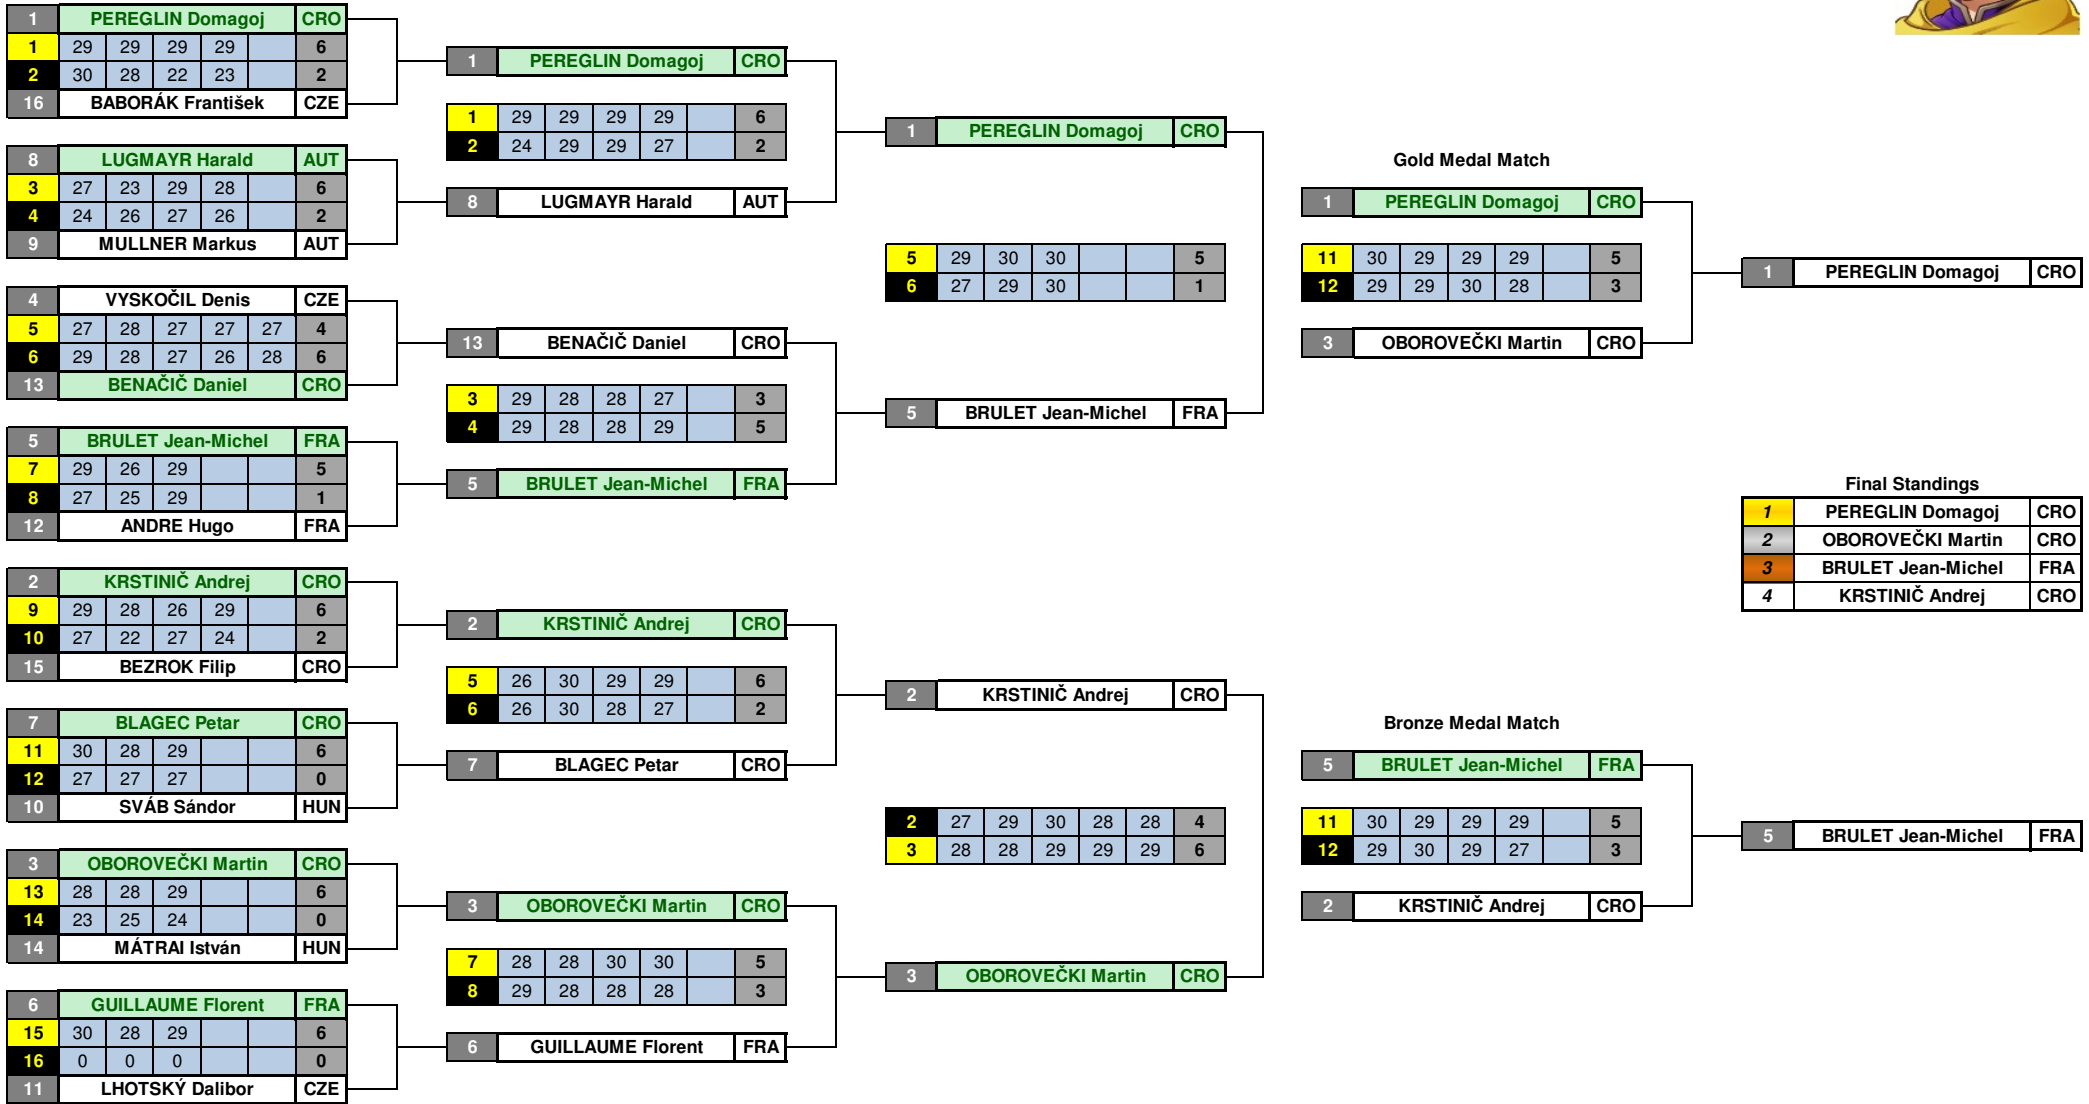 1 PEREGLIN Domagoj CRO
1 29 29 29 29 6
2 30 28 22 23 2
16 BABORÁK František CZE
8 LUGMAYR Harald AUT
3 27 23 29 28 6
4 24 26 27 26 2
9 MULLNER Markus AUT
4 VYSKOČIL Denis CZE
5 27 28 27 27 27 4
6 29 28 27 26 28 6
13 BENAČIČ Daniel CRO
5 BRULET Jean-Michel FRA
7 29 26 29 5
8 27 25 29 1
12 ANDRE Hugo FRA
2 KRSTINIČ Andrej CRO
9 29 28 26 29 6
10 27 22 27 24 2
15 BEZROK Filip CRO
7 BLAGEC Petar CRO
11 30 28 29 6
12 27 27 27 0
10 SVÁB Sándor HUN
3 OBOROVEČKI Martin CRO
13 28 28 29 6
14 23 25 24 0
14 MÁTRAI István HUN
6 GUILLAUME Florent FRA
15 30 28 29 6
16 0 0 0 0
11 LHOTSKÝ Dalibor CZE
1 PEREGLIN Domagoj CRO
1 29 29 29 29 6
2 24 29 29 27 2
8 LUGMAYR Harald AUT
13 BENAČIČ Daniel CRO
3 29 28 28 27 3
4 29 28 28 29 5
5 BRULET Jean-Michel FRA
2 KRSTINIČ Andrej CRO
5 26 30 29 29 6
6 26 30 28 27 2
7 BLAGEC Petar CRO
3 OBOROVEČKI Martin CRO
7 28 28 30 30 5
8 29 28 28 28 3
6 GUILLAUME Florent FRA
1 PEREGLIN Domagoj CRO
5 29 30 30 5
6 27 29 30 1
5 BRULET Jean-Michel FRA
2 KRSTINIČ Andrej CRO
2 27 29 30 28 28 4
3 28 28 29 29 29 6
3 OBOROVEČKI Martin CRO
Gold Medal Match
1 PEREGLIN Domagoj CRO
11 30 29 29 29 5
12 29 29 30 28 3
3 OBOROVEČKI Martin CRO
Bronze Medal Match
5 BRULET Jean-Michel FRA
11 30 29 29 29 5
12 29 30 29 27 3
2 KRSTINIČ Andrej CRO
1 PEREGLIN Domagoj CRO
Final Standings
1 PEREGLIN Domagoj CRO
2 OBOROVEČKI Martin CRO
3 BRULET Jean-Michel FRA
4 KRSTINIČ Andrej CRO
5 BRULET Jean-Michel FRA